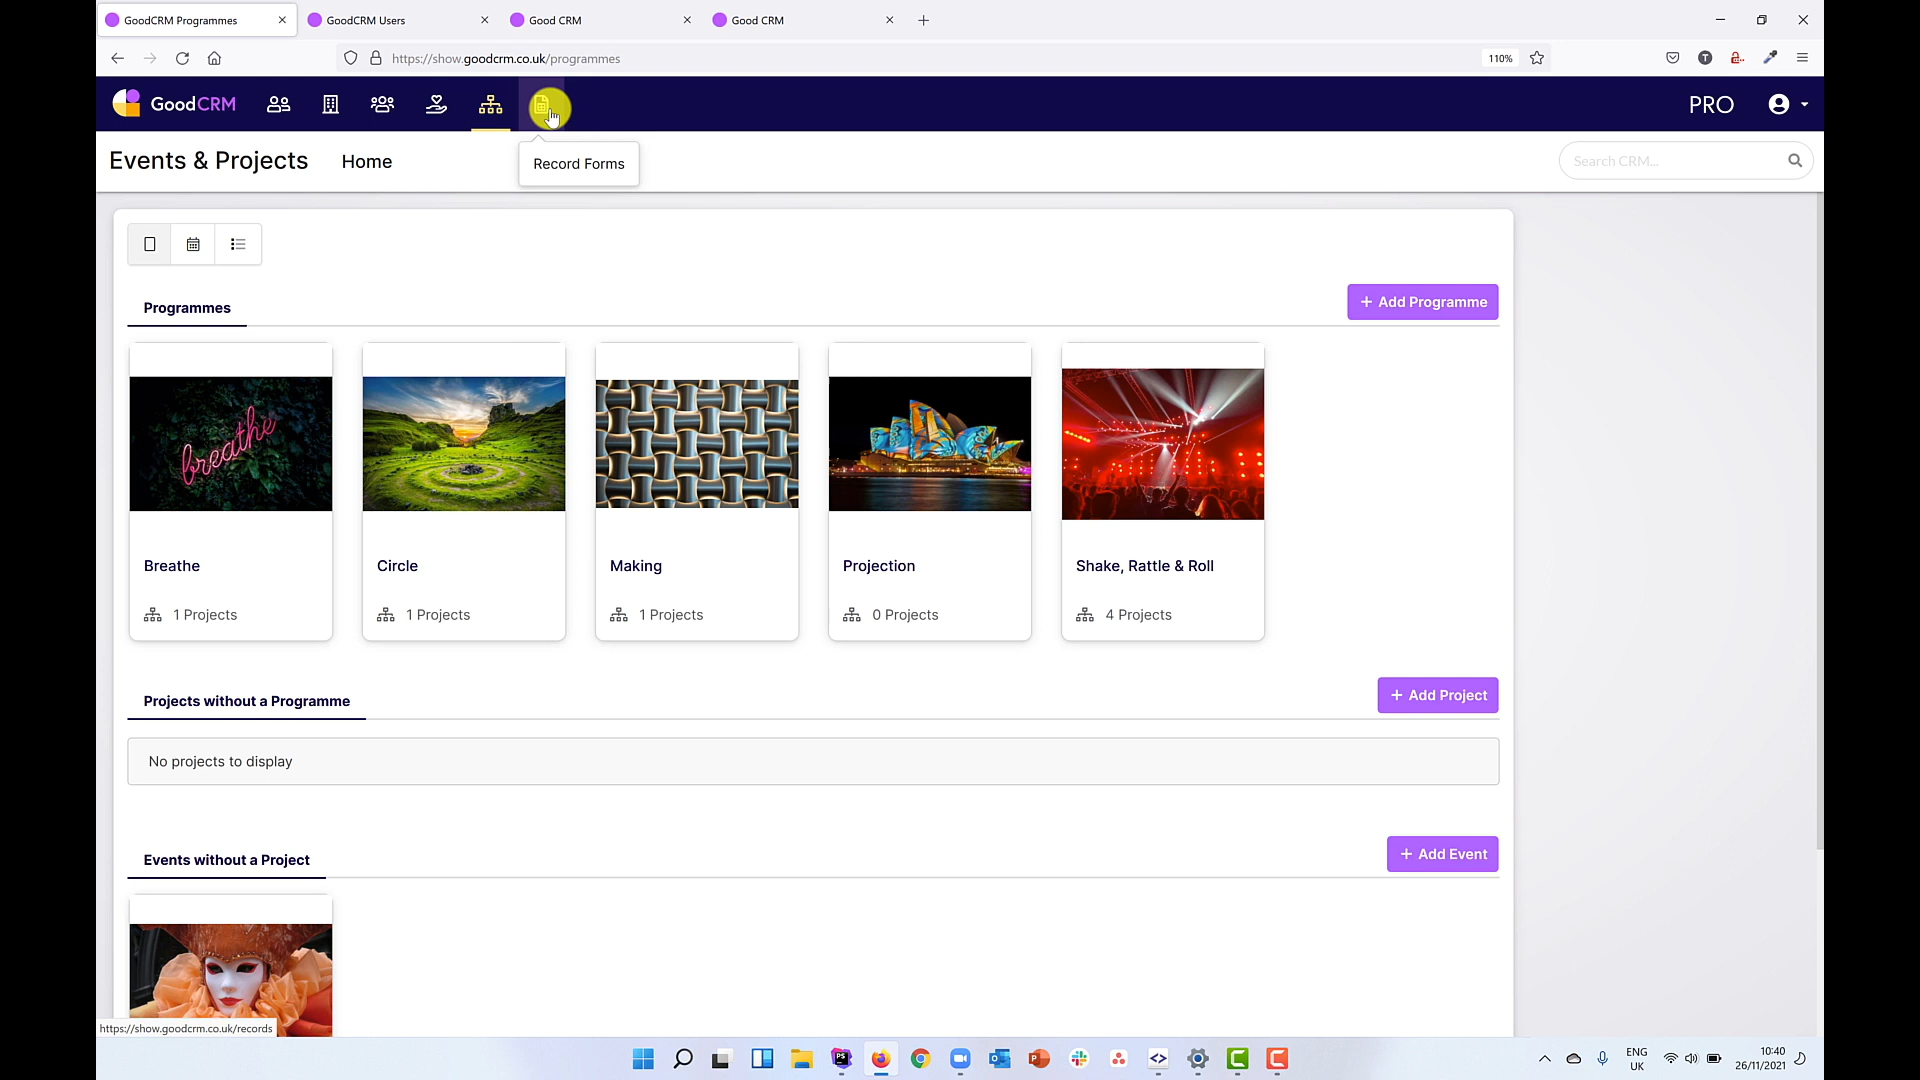 GoodCRM Programmes
GoodCRM Users
Good CRM
Good CRM
https://show.goodcrm.co.uk/programmes
110%
GoodCRM
PRO
Events & Projects
Home
Record Forms
Search CRM...
Programmes
+ Add Programme
breathe
Breathe
Circle
Making
Projection
Shake, Rattle & Roll
1 Projects
1 Projects
1 Projects
0 Projects
4 Projects
Projects without a Programme
+ Add Project
No projects to display
Events without a Project
+ Add Event
https://show.goodcrm.co.uk/records
ENG
UK
10:40
26/11/2021